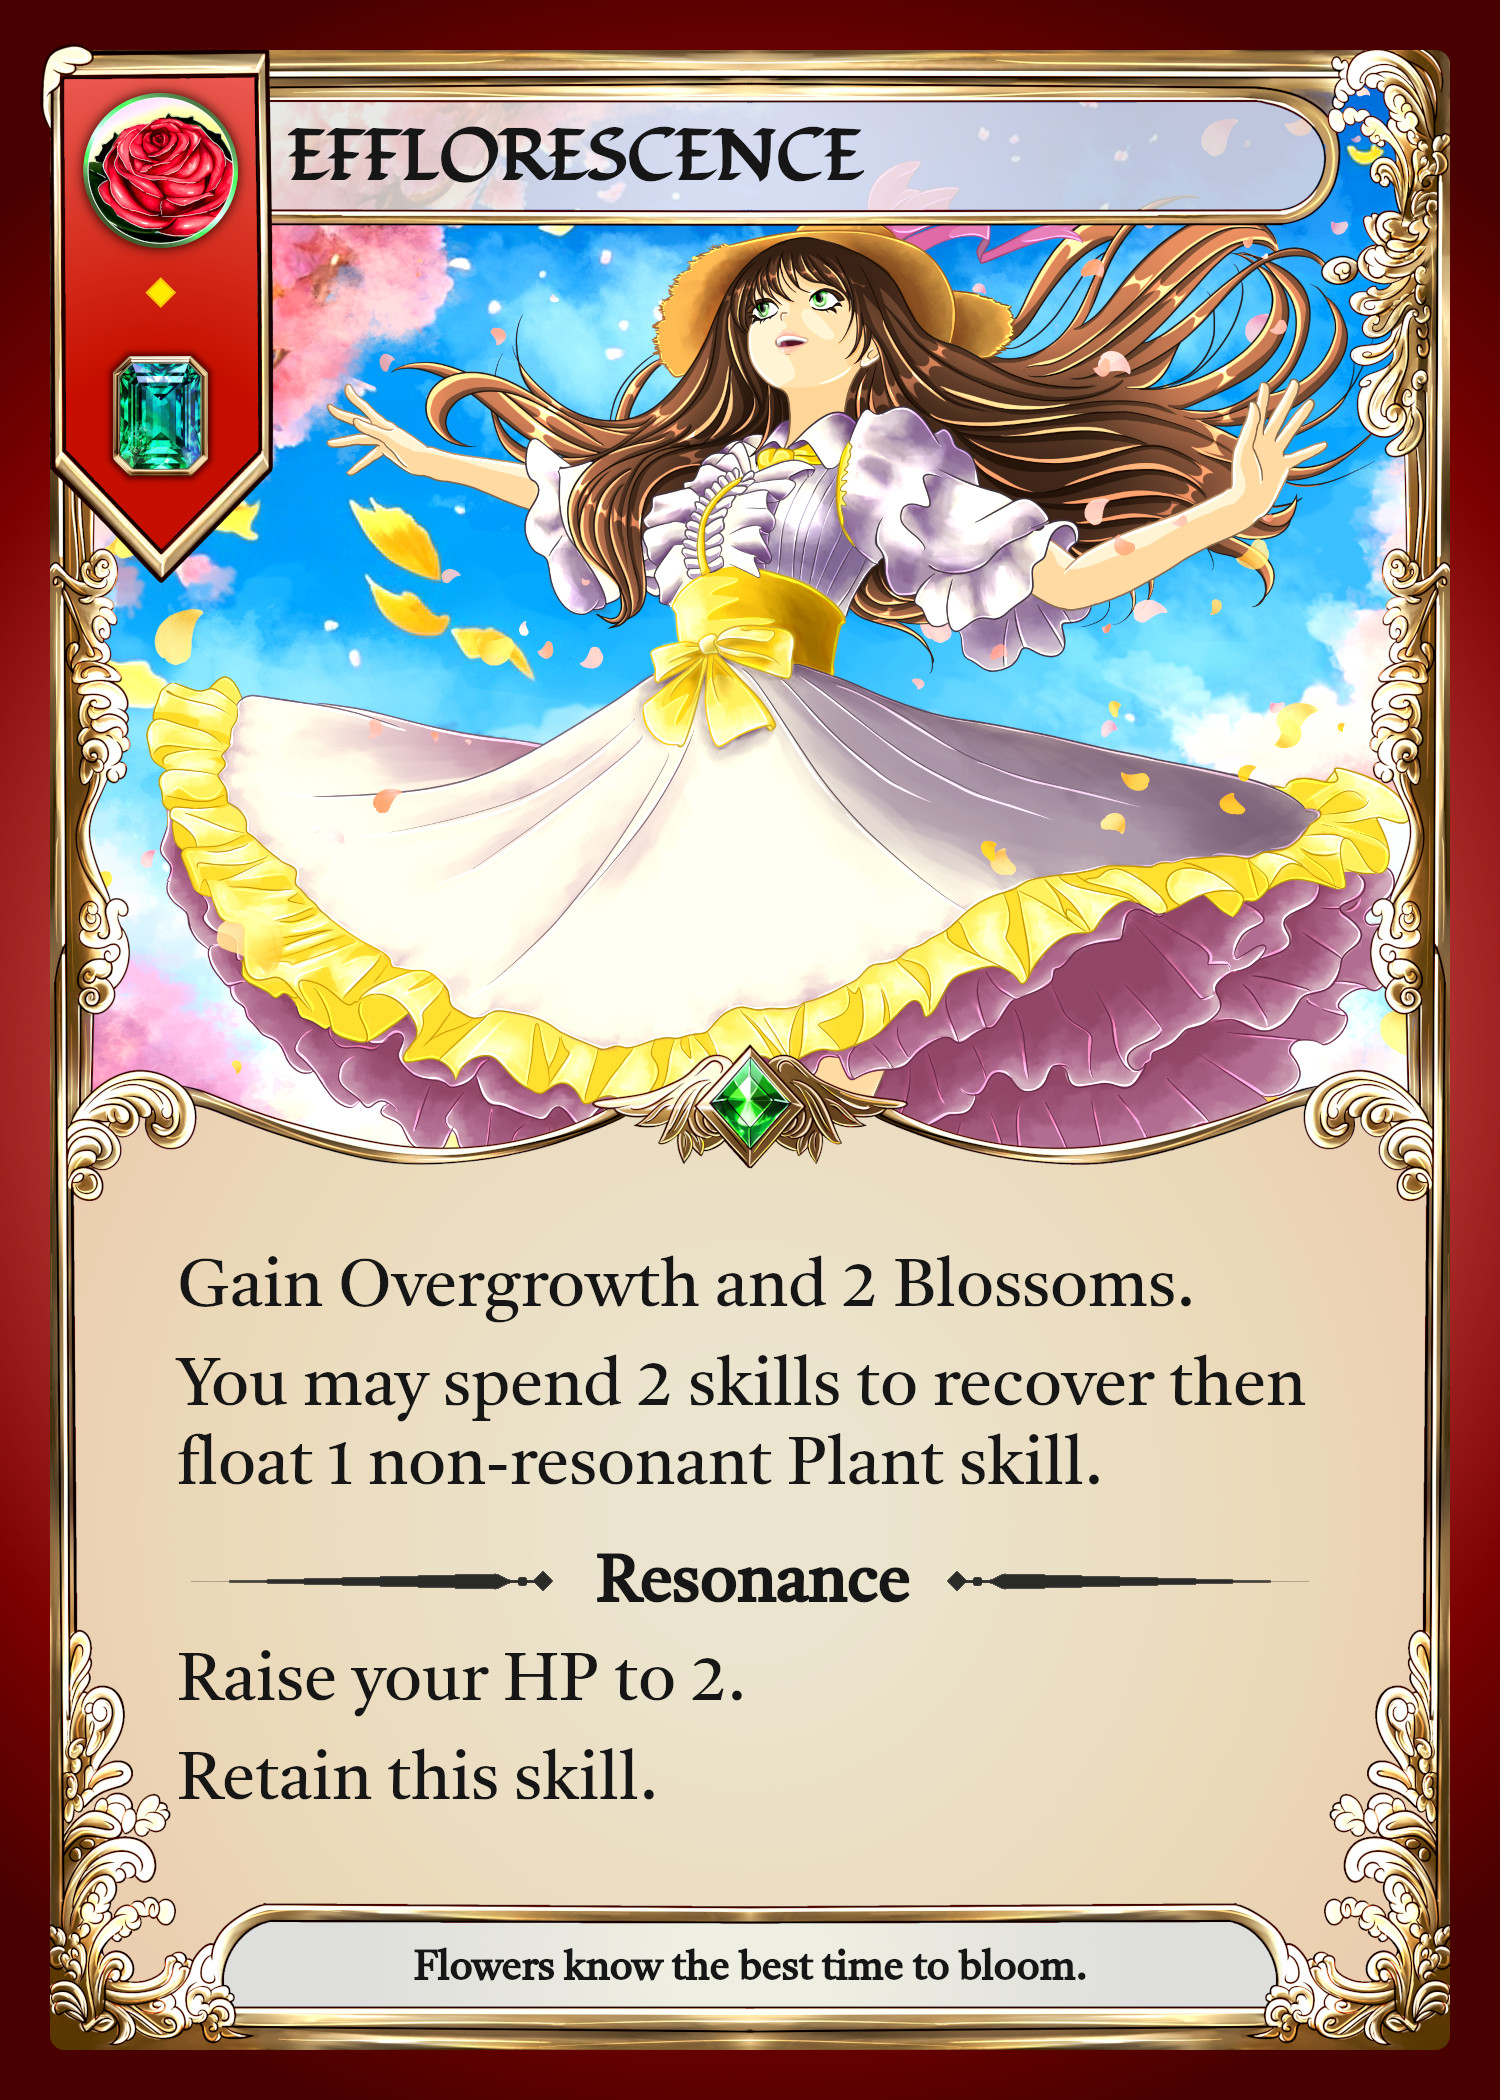 EFFLORESCENCE
Gain Overgrowth and 2 Blossoms.
You may spend 2 skills to recover then
float 1 non-resonant Plant skill.
Resonance
Raise your HP to 2.
Retain this skill.
Flowers know the best time to bloom.